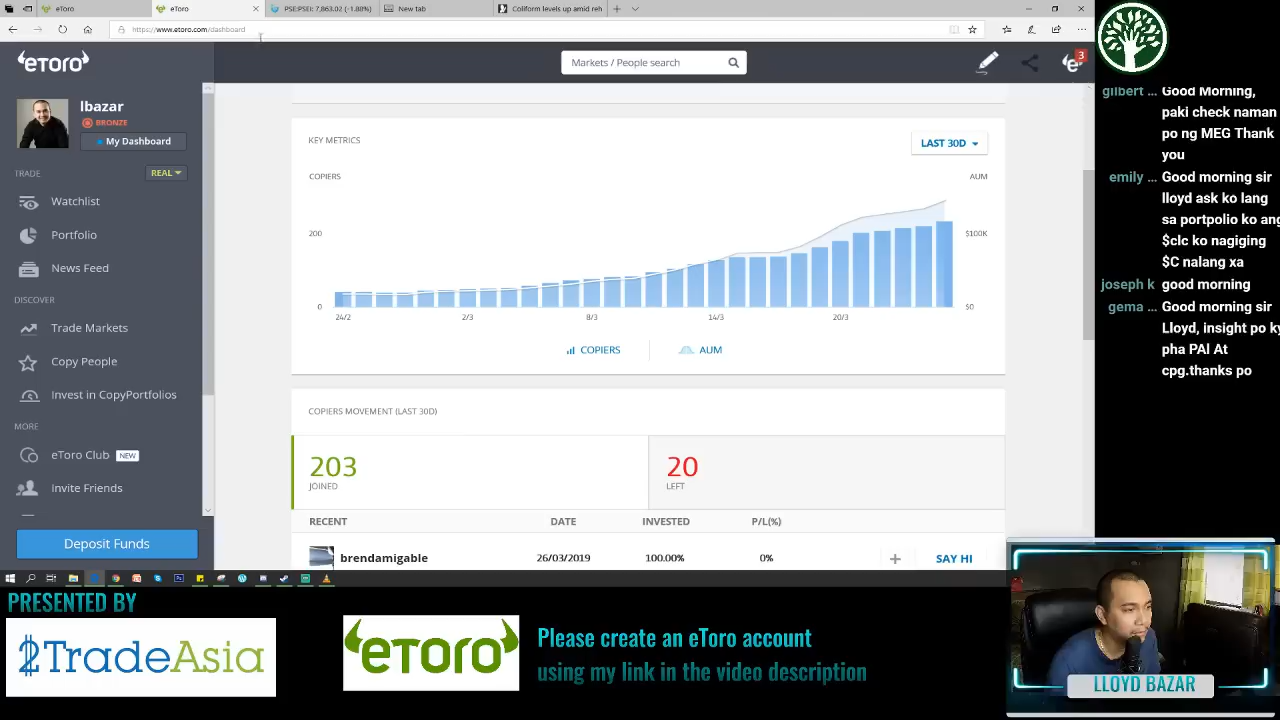 eToro
eToro
PSE:PSEI: 7,863.02 (-1.88%)
New tab
Coliform levels up amid reh
https://www.etoro.com/dashboard
eToro
Markets / People search
3
lbazar
BRONZE
My Dashboard
TRADE
REAL
Watchlist
Portfolio
News Feed
DISCOVER
Trade Markets
Copy People
Invest in CopyPortfolios
MORE
eToro Club NEW
Invite Friends
Deposit Funds
KEY METRICS
LAST 30D
COPIERS
AUM
200
$100K
0
$0
24/2
2/3
8/3
14/3
20/3
COPIERS
AUM
COPIERS MOVEMENT (LAST 30D)
203
JOINED
20
LEFT
RECENT DATE INVESTED P/L(%)
brendamigable 26/03/2019 100.00% 0% SAY HI
gilbert ... Good Morning,
paki check naman
po ng MEG Thank
you
emily ... Good morning sir
lloyd ask ko lang
sa portpolio ko ang
$clc ko nagiging
$C nalang xa
joseph k good morning
gema ... Good morning sir
Lloyd, insight po ky
pha PAl At
cpg.thanks po
PRESENTED BY
2TradeAsia
eToro
Please create an eToro account
using my link in the video description
LLOYD BAZAR